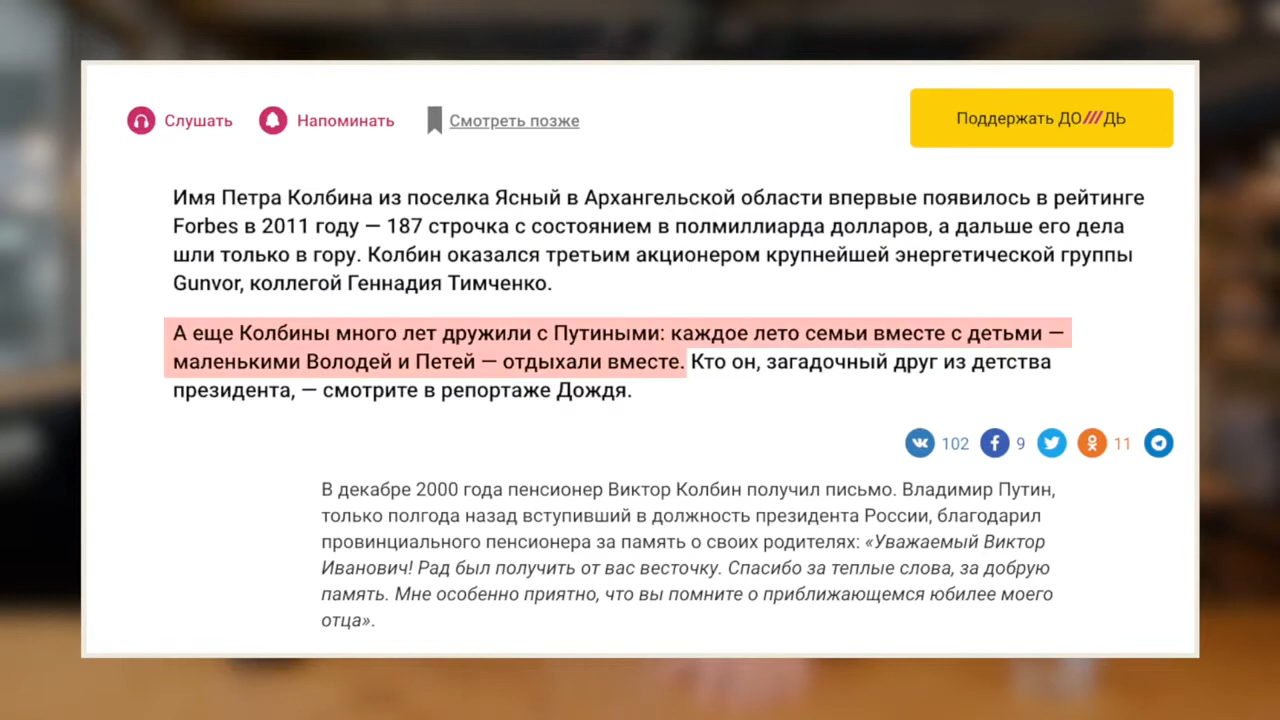 Слушать Напоминать Смотреть позже Поддержать ДО///ДЬ
Имя Петра Колбина из поселка Ясный в Архангельской области впервые появилось в рейтинге
Forbes в 2011 году — 187 строчка с состоянием в полмиллиарда долларов, а дальше его дела
шли только в гору. Колбин оказался третьим акционером крупнейшей энергетической группы
Gunvor, коллегой Геннадия Тимченко.
А еще Колбины много лет дружили с Путиными: каждое лето семьи вместе с детьми —
маленькими Володей и Петей — отдыхали вместе. Кто он, загадочный друг из детства
президента, — смотрите в репортаже Дождя.
102 9 11
В декабре 2000 года пенсионер Виктор Колбин получил письмо. Владимир Путин,
только полгода назад вступивший в должность президента России, благодарил
провинциального пенсионера за память о своих родителях: «Уважаемый Виктор
Иванович! Рад был получить от вас весточку. Спасибо за теплые слова, за добрую
память. Мне особенно приятно, что вы помните о приближающемся юбилее моего
отца».